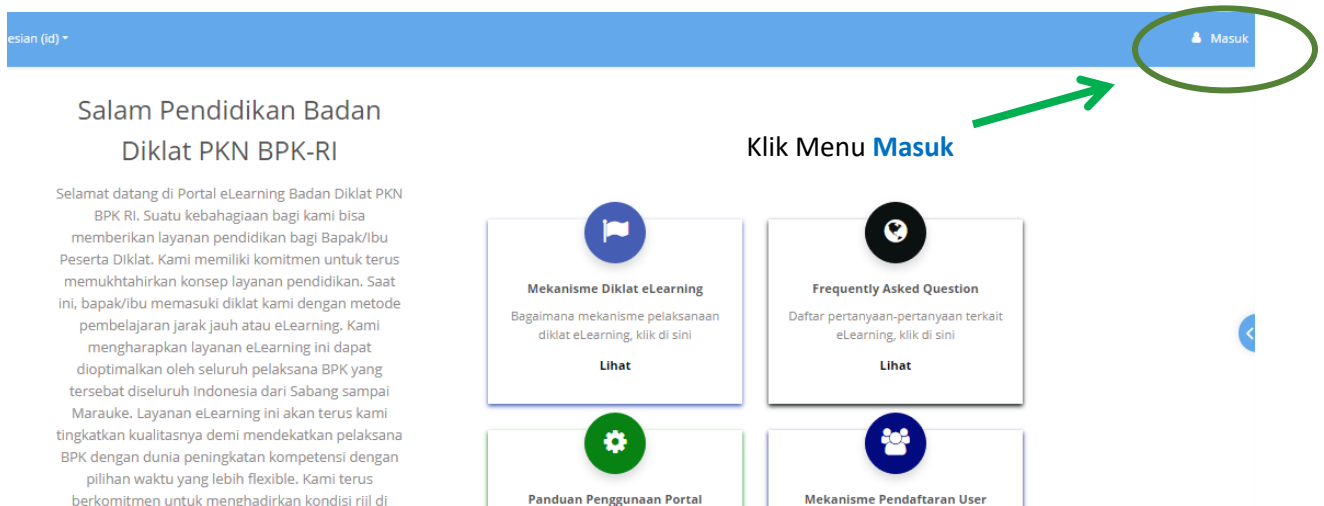 esian (id)
Masuk
Klik Menu Masuk
Salam Pendidikan Badan
Diklat PKN BPK-RI
Selamat datang di Portal eLearning Badan Diklat PKN
BPK RI. Suatu kebahagiaan bagi kami bisa
memberikan layanan pendidikan bagi Bapak/Ibu
Peserta DIklat. Kami memiliki komitmen untuk terus
memukhtahirkan konsep layanan pendidikan. Saat
ini, bapak/ibu memasuki diklat kami dengan metode
pembelajaran jarak jauh atau eLearning. Kami
mengharapkan layanan eLearning ini dapat
dioptimalkan oleh seluruh pelaksana BPK yang
tersebat diseluruh Indonesia dari Sabang sampai
Marauke. Layanan eLearning ini akan terus kami
tingkatkan kualitasnya demi mendekatkan pelaksana
BPK dengan dunia peningkatan kompetensi dengan
pilihan waktu yang lebih flexible. Kami terus
berkomitmen untuk menghadirkan kondisi riil di
Mekanisme Diklat eLearning
Bagaimana mekanisme pelaksanaan
diklat eLearning, klik di sini
Lihat
Frequently Asked Question
Daftar pertanyaan-pertanyaan terkait
eLearning, klik di sini
Lihat
Panduan Penggunaan Portal
Mekanisme Pendaftaran User